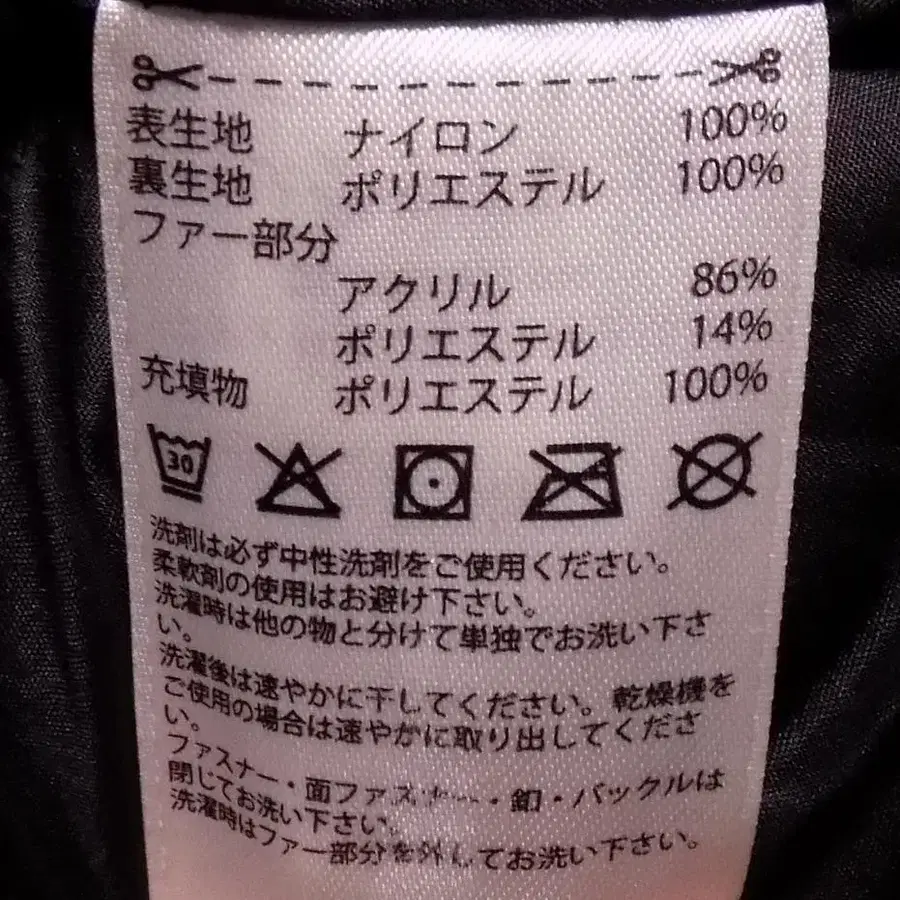 表生地 ナイロン 100%
裏生地 ポリエステル 100%
ファー部分
アクリル 86%
ポリエステル 14%
充填物 ポリエステル 100%
30
洗剤は必ず中性洗剤をご使用ください。
柔軟剤の使用はお避け下さい。
洗濯時は他の物と分けて単独でお洗い下さ
い。
洗濯後は速やかに干してください。乾燥機を
ご使用の場合は速やかに取り出してくださ
い。
ファスナー・面ファスナー・釦・バックルは
閉じてお洗い下さい。
洗濯時はファー部分を外してお洗い下さい。